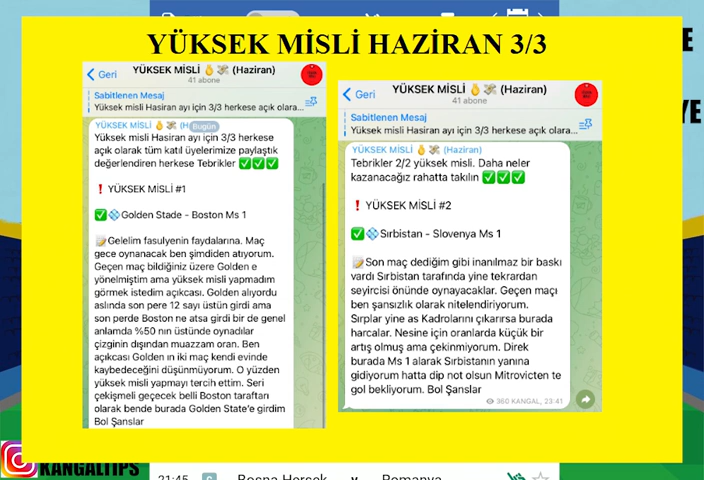 YÜKSEK MİSLİ HAZİRAN 3/3
Geri
YÜKSEK MİSLİ 👌💸 (Haziran)
41 abone
Sabitlenen Mesaj
Yüksek misli Hasiran ayı için 3/3 herkese açık olara...
YÜKSEK MİSLİ 👌💸 (H
Bugün
Yüksek misli Hasiran ayı için 3/3 herkese
açık olarak tüm katıl üyelerimize paylaştık
değerlendiren herkese Tebrikler ✅✅✅
❗ YÜKSEK MİSLİ #1
✅💠Golden Stade - Boston Ms 1
📝Gelelim fasulyenin faydalarına. Maç
gece oynanacak ben şimdiden atıyorum.
Geçen maç bildiğiniz üzere Golden e
yönelmiştim ama yüksek misli yapmadım
görmek istedim açıkcası. Golden alıyordu
aslında son pere 12 sayı üstün girdi ama
son perde Boston ne atsa girdi bir de genel
anlamda %50 nın üstünde oynadılar
çizginin dışından muazzam oran. Ben
açıkcası Golden ın iki maç kendi evinde
kaybedeceğini düşünmüyorum. O yüzden
yüksek misli yapmayı tercih ettim. Seri
çekişmeli geçecek belli Boston taraftarı
olarak bende burada Golden State'e girdim
Bol Şanslar
Geri
YÜKSEK MİSLİ 👌💸 (Haziran)
41 abone
Sabitlenen Mesaj
Yüksek misli Hasiran ayı için 3/3 herkese açık olara...
YÜKSEK MİSLİ 👌💸 (Haziran)
Tebrikler 2/2 yüksek misli. Daha neler
kazanacağız rahatta takılın ✅✅✅
❗ YÜKSEK MİSLİ #2
✅💠Sırbistan - Slovenya Ms 1
📝Son maç dediğim gibi inanılmaz bir baskı
vardı Sırbistan tarafında yine tekrardan
seyircisi önünde oynayacaklar. Geçen maçı
ben şansızlık olarak nitelendiriyorum.
Sırplar yine as Kadrolarını çıkarırsa burada
harcalar. Nesine için oranlarda küçük bir
artış olmuş ama çekinmiyorum. Direk
burada Ms 1 alarak Sırbistanın yanına
gidiyorum hatta dip not olsun Mitrovicten te
gol bekliyorum. Bol Şanslar
360 KANGAL, 23:41
E
YE
KANGALTIPS
21:45 Bosna Hersek v Romanya